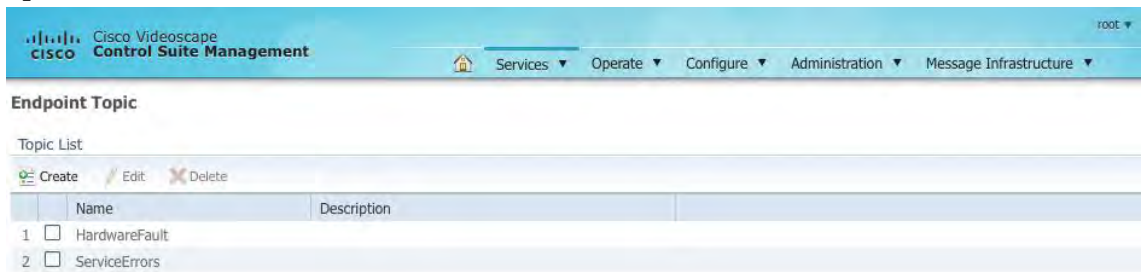 root
Cisco Videoscape
CISCO Control Suite Management
Services Operate Configure Administration Message Infrastructure
Endpoint Topic
Topic List
Create Edit Delete
Name Description
1 HardwareFault
2 ServiceErrors